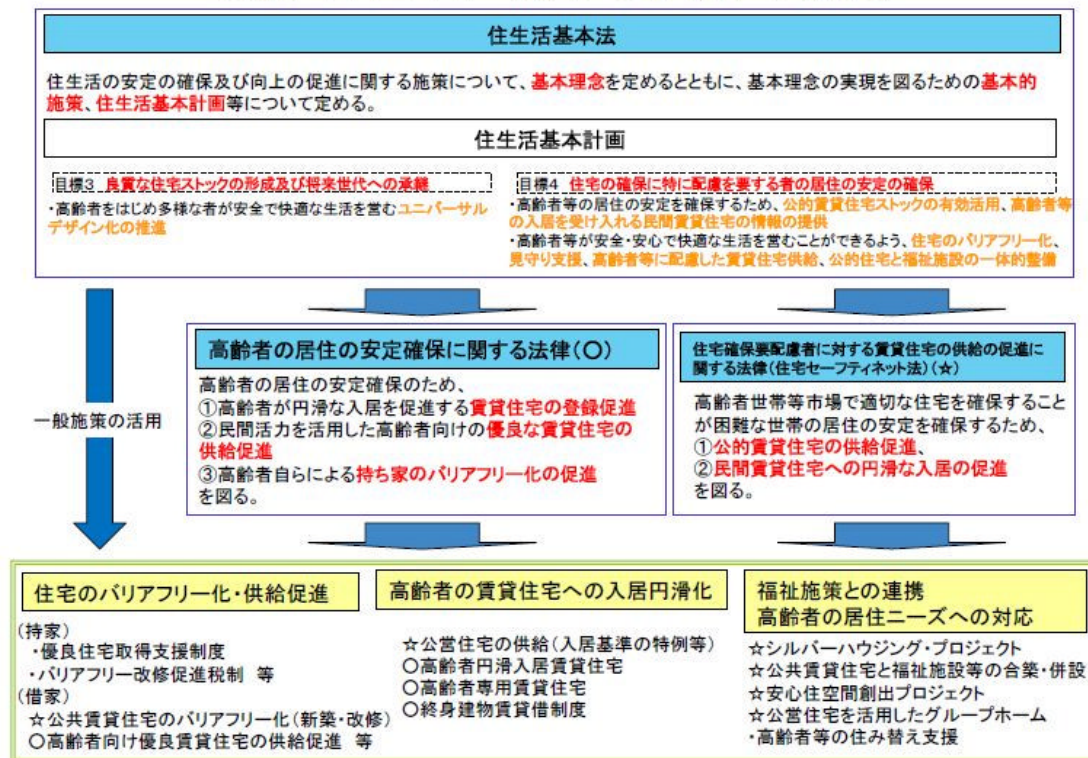 住生活基本法
住生活の安定の確保及び向上の促進に関する施策について、基本理念を定めるとともに、基本理念の実現を図るための基本的
施策、住生活基本計画等について定める。
住生活基本計画
目標3 良質な住宅ストックの形成及び将来世代への承継
・高齢者をはじめ多様な者が安全で快適な生活を営むユニバーサル
デザイン化の推進
目標4 住宅の確保に特に配慮を要する者の居住の安定の確保
・高齢者等の居住の安定を確保するため、公的賃貸住宅ストックの有効活用、高齢者等
の入居を受け入れる民間賃貸住宅の情報の提供
・高齢者等が安全・安心で快適な生活を営むことができるよう、住宅のバリアフリー化、
見守り支援、高齢者等に配慮した賃貸住宅供給、公的住宅と福祉施設の一体的整備
一般施策の活用
高齢者の居住の安定確保に関する法律(〇)
高齢者の居住の安定確保のため、
①高齢者が円滑な入居を促進する賃貸住宅の登録促進
②民間活力を活用した高齢者向けの優良な賃貸住宅の
供給促進
③高齢者自らによる持ち家のバリアフリー化の促進
を図る。
住宅確保要配慮者に対する賃貸住宅の供給の促進に
関する法律(住宅セーフティネット法)(☆)
高齢者世帯等市場で適切な住宅を確保すること
が困難な世帯の居住の安定を確保するため、
①公的賃貸住宅の供給促進、
②民間賃貸住宅への円滑な入居の促進
を図る。
住宅のバリアフリー化・供給促進
(持家)
・優良住宅取得支援制度
・バリアフリー改修促進税制 等
(借家)
☆公共賃貸住宅のバリアフリー化(新築・改修)
〇高齢者向け優良賃貸住宅の供給促進 等
高齢者の賃貸住宅への入居円滑化
☆公営住宅の供給(入居基準の特例等)
〇高齢者円滑入居賃貸住宅
〇高齢者専用賃貸住宅
〇終身建物賃貸借制度
福祉施策との連携
高齢者の居住ニーズへの対応
☆シルバーハウジング・プロジェクト
☆公共賃貸住宅と福祉施設等の合築・併設
☆安心住空間創出プロジェクト
☆公営住宅を活用したグループホーム
・高齢者等の住み替え支援